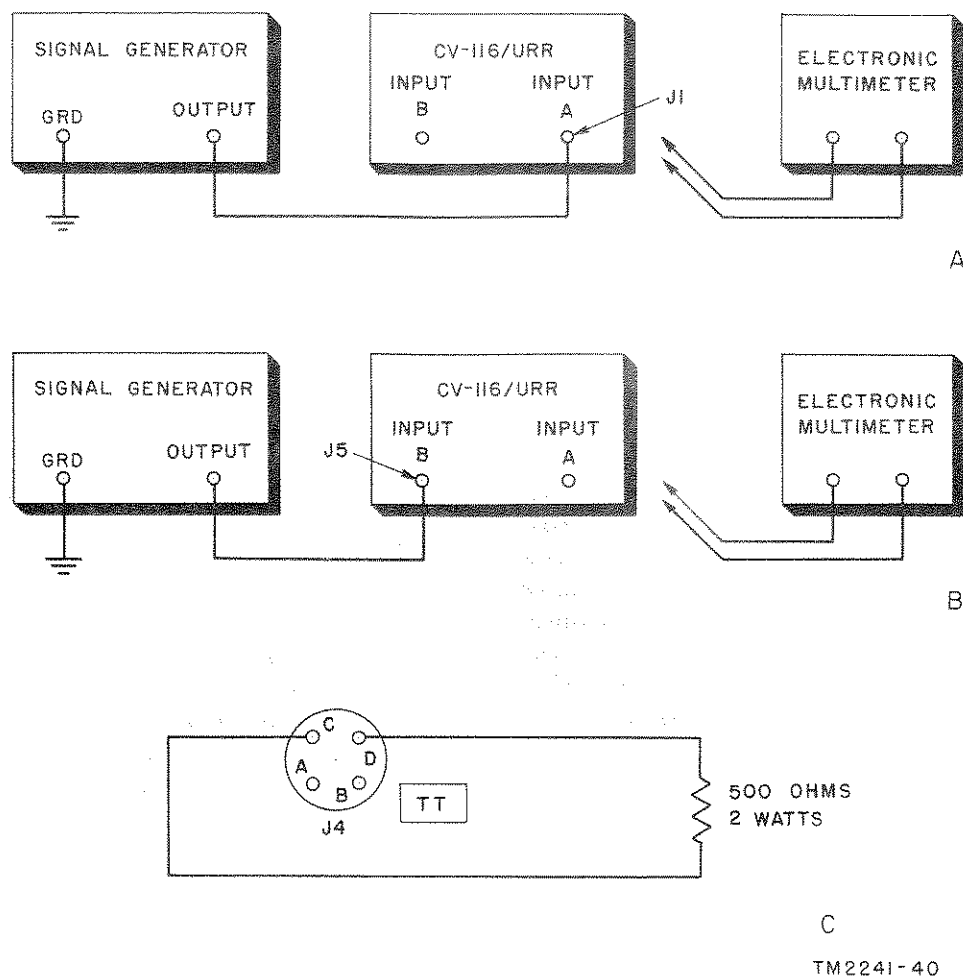 SIGNAL GENERATOR
GRD
OUTPUT
CV-116/URR
INPUT
B
INPUT
A
J1
ELECTRONIC
MULTIMETER
A
SIGNAL GENERATOR
GRD
OUTPUT
CV-116/URR
INPUT
B
J5
INPUT
A
ELECTRONIC
MULTIMETER
B
C
D
A
B
J4
TT
500 OHMS
2 WATTS
C
TM2241-40